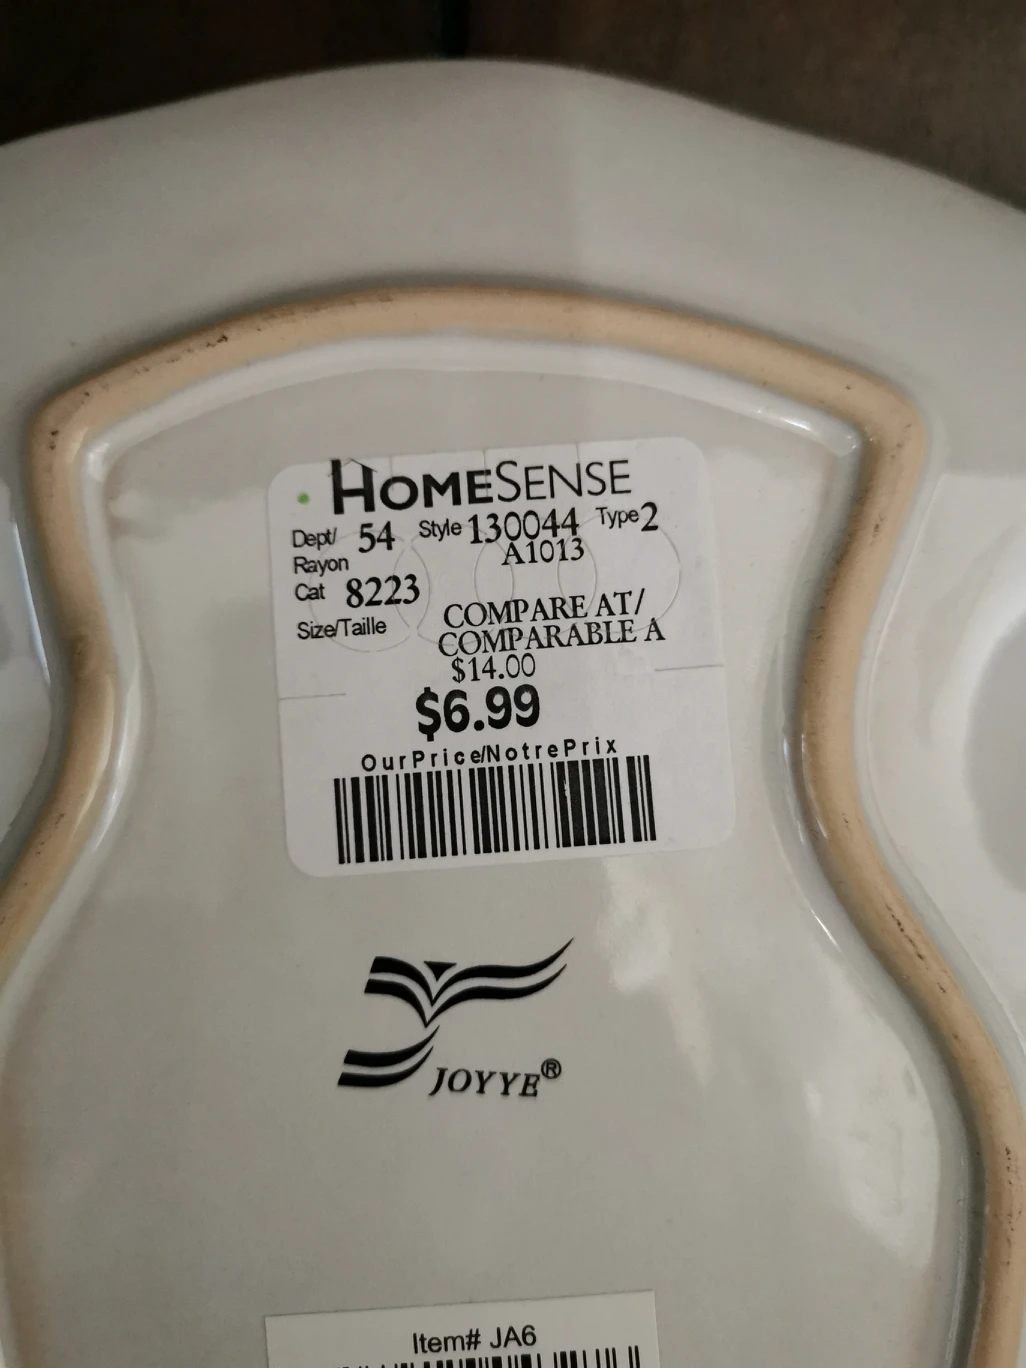 HOMESENSE
Dept/ 54 Style 130044 Type 2
Rayon A1013
Cat 8223
COMPARE AT/
Size/Taille COMPARABLE A
$14.00
$6.99
OurPrice/NotrePrix
JOYYE®
Item# JA6